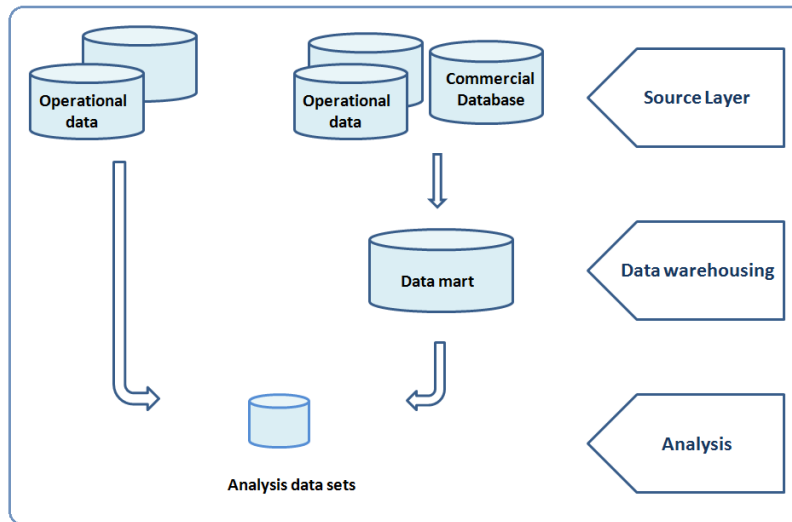 Operational
data
Operational
data
Commercial
Database
Source Layer
Data mart
Data warehousing
Analysis
Analysis data sets